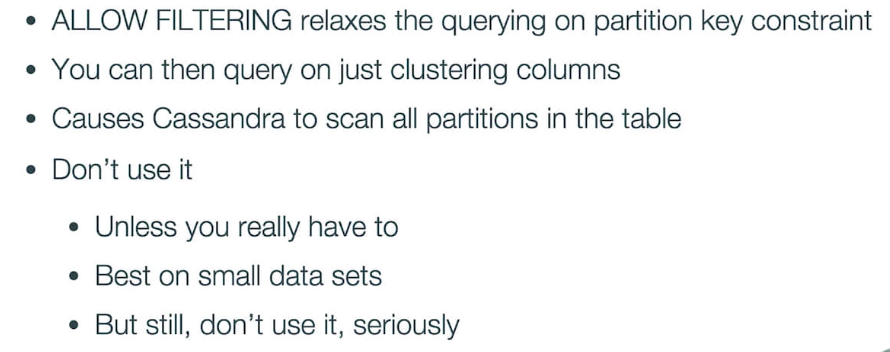 • ALLOW FILTERING relaxes the querying on partition key constraint
• You can then query on just clustering columns
• Causes Cassandra to scan all partitions in the table
• Don't use it
• Unless you really have to
• Best on small data sets
• But still, don't use it, seriously